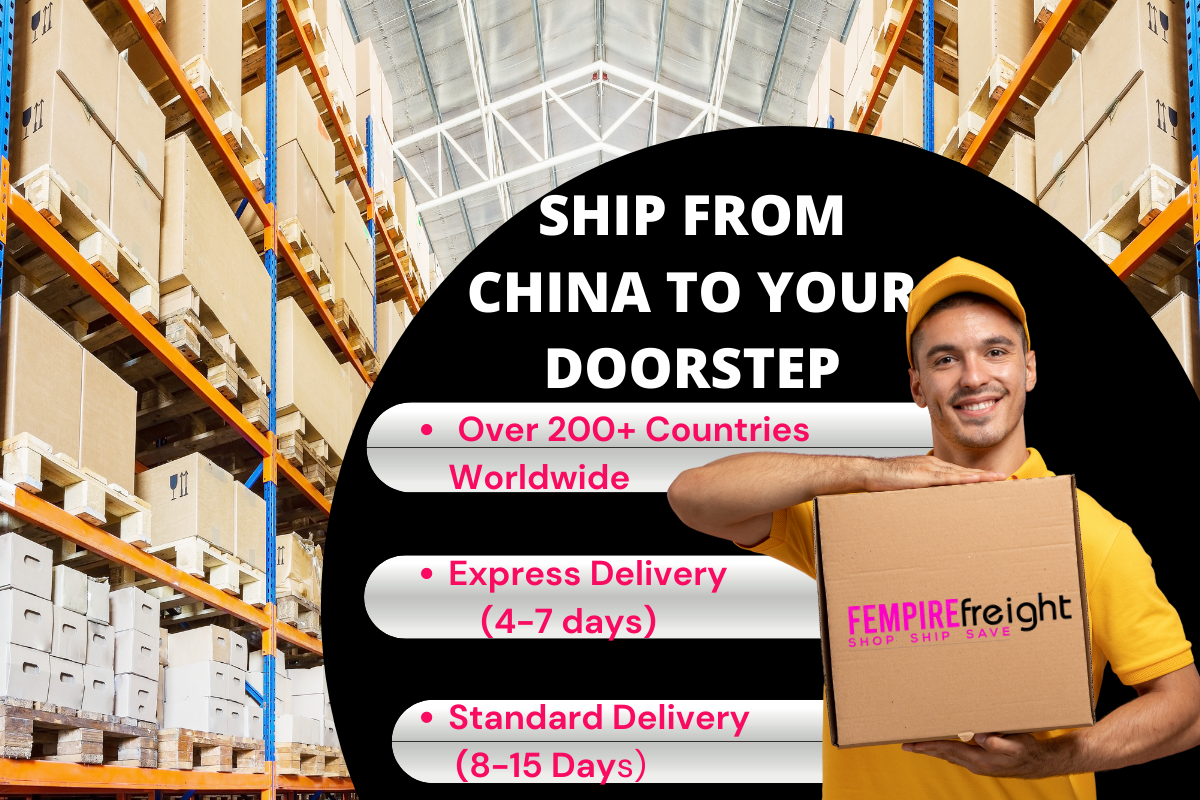 SHIP FROM
CHINA TO YOUR
DOORSTEP
• Over 200+ Countries
Worldwide
• Express Delivery
(4-7 days)
FEMPIREfreight
SHOP SHIP SAVE
• Standard Delivery
(8-15 Days)